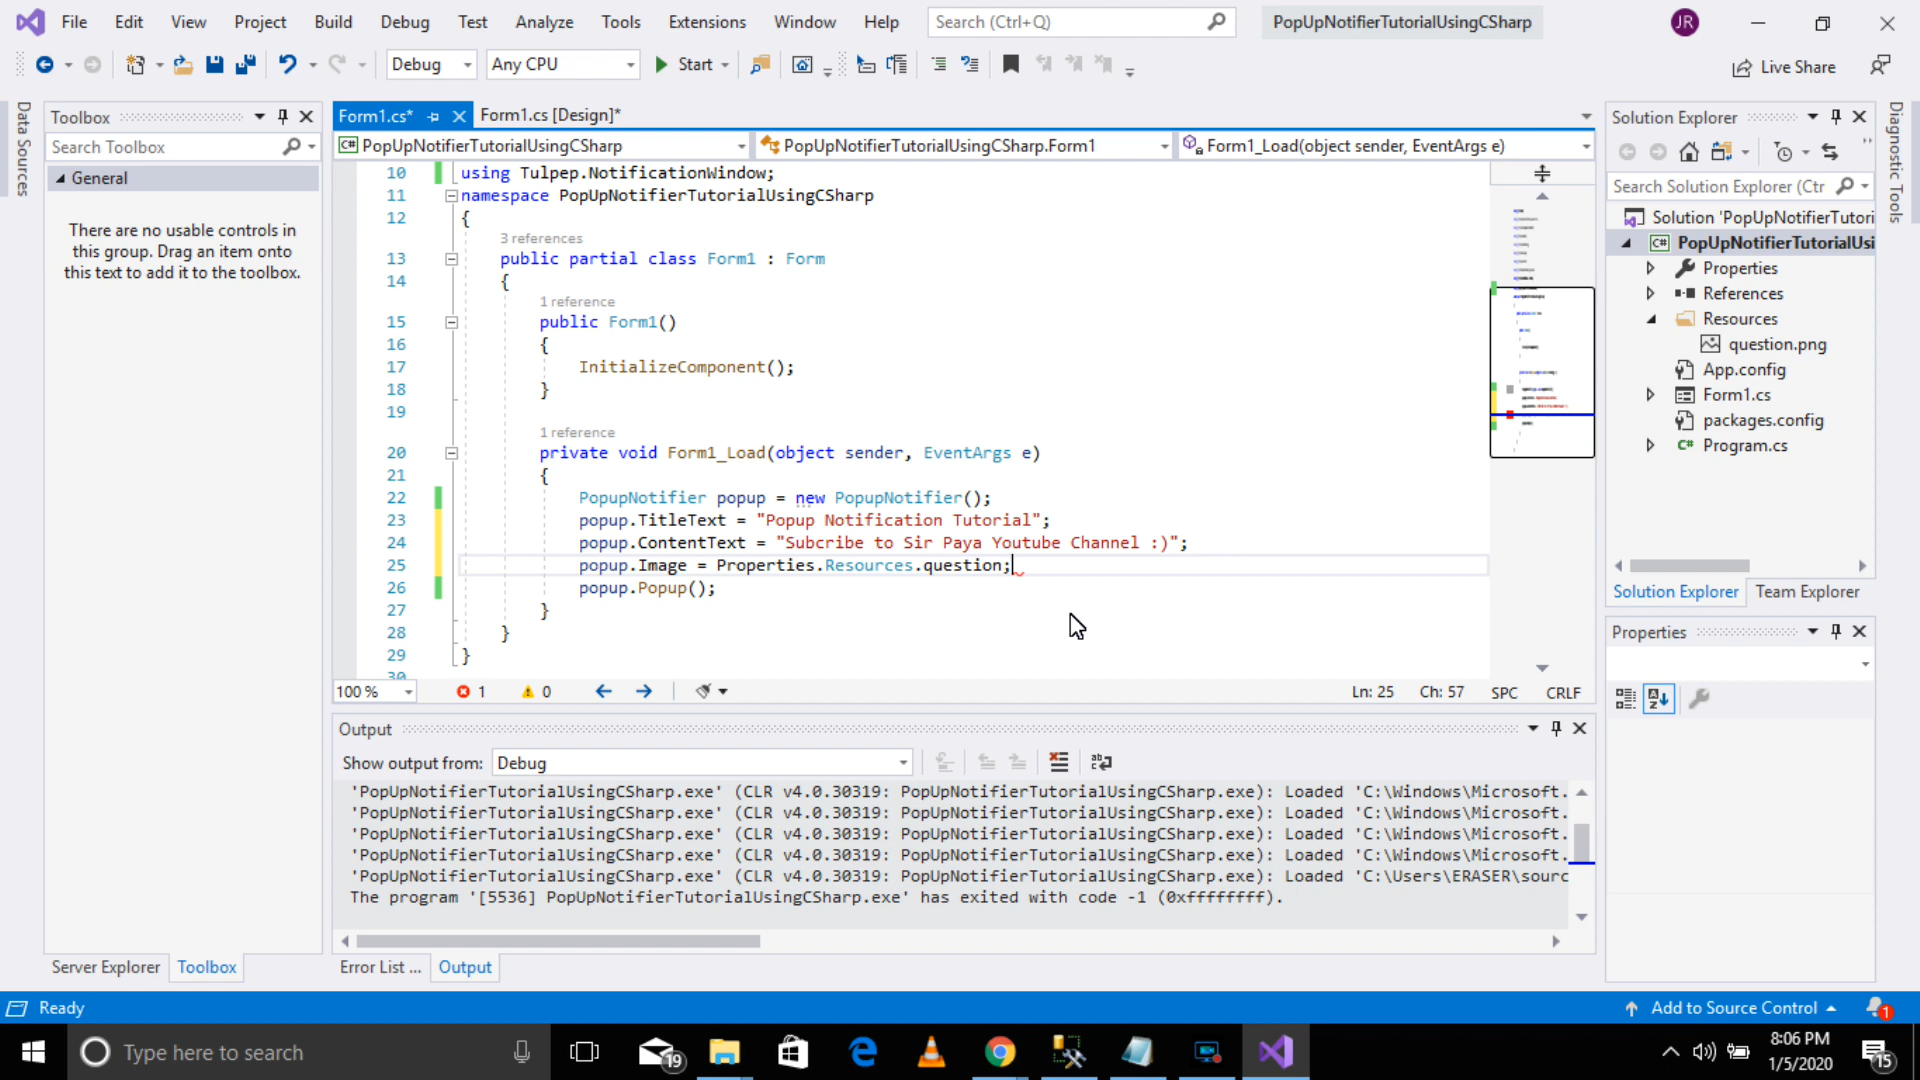 File Edit View Project Build Debug Test Analyze Tools Extensions Window Help Search (Ctrl+Q) PopUpNotifierTutorialUsingCSharp JR
Debug Any CPU Start Live Share
Data Sources
Toolbox
Search Toolbox
General
There are no usable controls in
this group. Drag an item onto
this text to add it to the toolbox.
Server Explorer Toolbox
Form1.cs* Form1.cs [Design]*
C# PopUpNotifierTutorialUsingCSharp PopUpNotifierTutorialUsingCSharp.Form1 Form1_Load(object sender, EventArgs e)
10 using Tulpep.NotificationWindow;
11 namespace PopUpNotifierTutorialUsingCSharp
12 {
3 references
13 public partial class Form1 : Form
14 {
1 reference
15 public Form1()
16 {
17 InitializeComponent();
18 }
19
1 reference
20 private void Form1_Load(object sender, EventArgs e)
21 {
22 PopupNotifier popup = new PopupNotifier();
23 popup.TitleText = "Popup Notification Tutorial";
24 popup.ContentText = "Subcribe to Sir Paya Youtube Channel :)";
25 popup.Image = Properties.Resources.question;
26 popup.Popup();
27 }
28 }
29 }
30
100 % 1 0 Ln: 25 Ch: 57 SPC CRLF
Output
Show output from: Debug
'PopUpNotifierTutorialUsingCSharp.exe' (CLR v4.0.30319: PopUpNotifierTutorialUsingCSharp.exe): Loaded 'C:\Windows\Microsoft.
'PopUpNotifierTutorialUsingCSharp.exe' (CLR v4.0.30319: PopUpNotifierTutorialUsingCSharp.exe): Loaded 'C:\Windows\Microsoft.
'PopUpNotifierTutorialUsingCSharp.exe' (CLR v4.0.30319: PopUpNotifierTutorialUsingCSharp.exe): Loaded 'C:\Windows\Microsoft.
'PopUpNotifierTutorialUsingCSharp.exe' (CLR v4.0.30319: PopUpNotifierTutorialUsingCSharp.exe): Loaded 'C:\Windows\Microsoft.
'PopUpNotifierTutorialUsingCSharp.exe' (CLR v4.0.30319: PopUpNotifierTutorialUsingCSharp.exe): Loaded 'C:\Users\ERASER\sourc
The program '[5536] PopUpNotifierTutorialUsingCSharp.exe' has exited with code -1 (0xffffffff).
Error List ... Output
Solution Explorer
Search Solution Explorer (Ctr
Solution 'PopUpNotifierTutori
C# PopUpNotifierTutorialUsi
Properties
References
Resources
question.png
App.config
Form1.cs
packages.config
C# Program.cs
Solution Explorer Team Explorer
Properties
Diagnostic Tools
Ready Add to Source Control 1
Type here to search 19 8:06 PM
1/5/2020 15